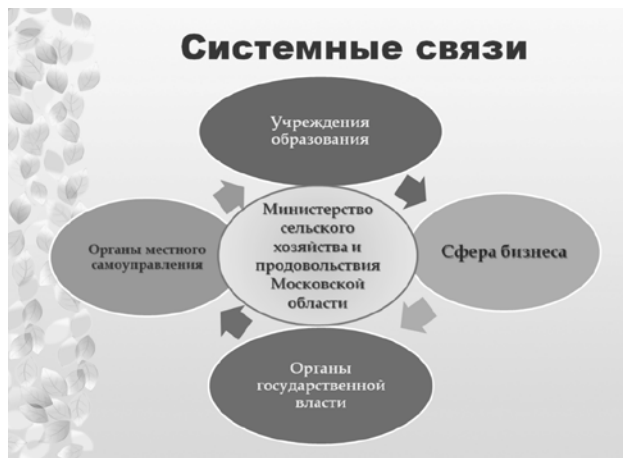 Системные связи
Учреждения
образования
Органы местного
самоуправления
Министерство
сельского
хозяйства и
продовольствия
Московской
области
Сфера бизнеса
Органы
государственной
власти